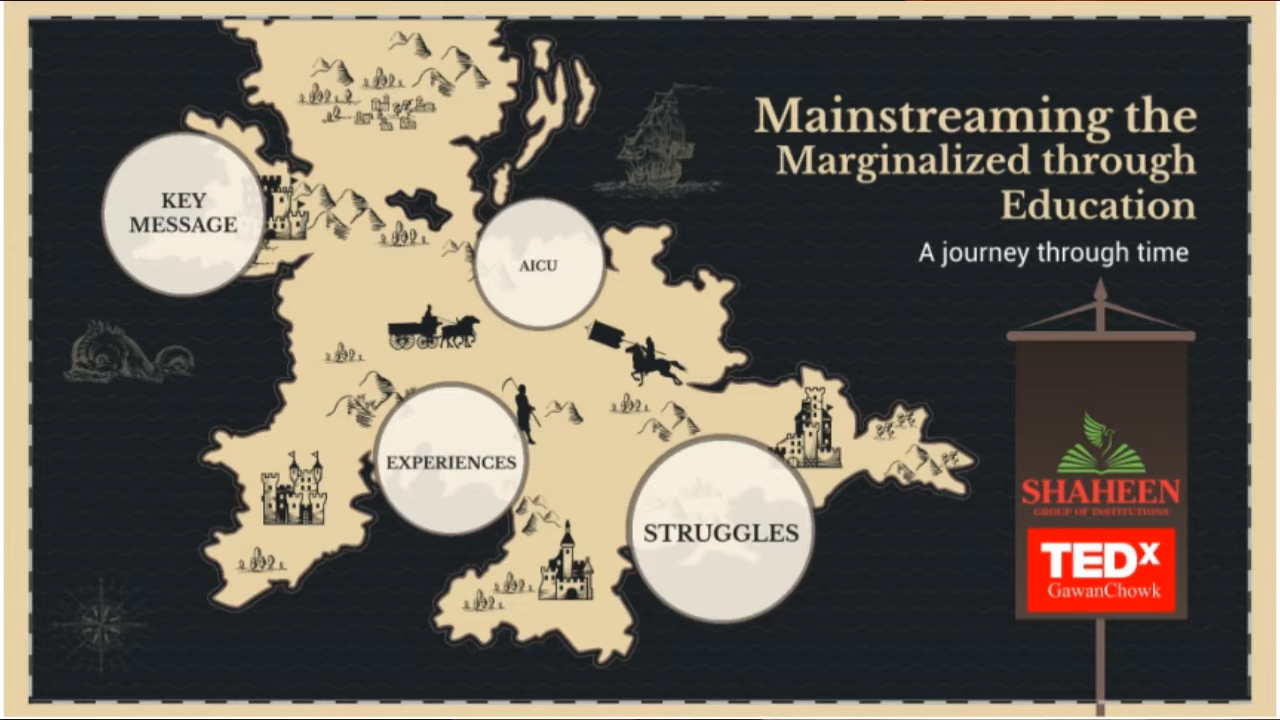 Mainstreaming the
Marginalized through
Education
A journey through time
KEY
MESSAGE
AICU
EXPERIENCES
STRUGGLES
SHAHEEN
GROUP OF INSTITUTIONS
TEDx
GawanChowk